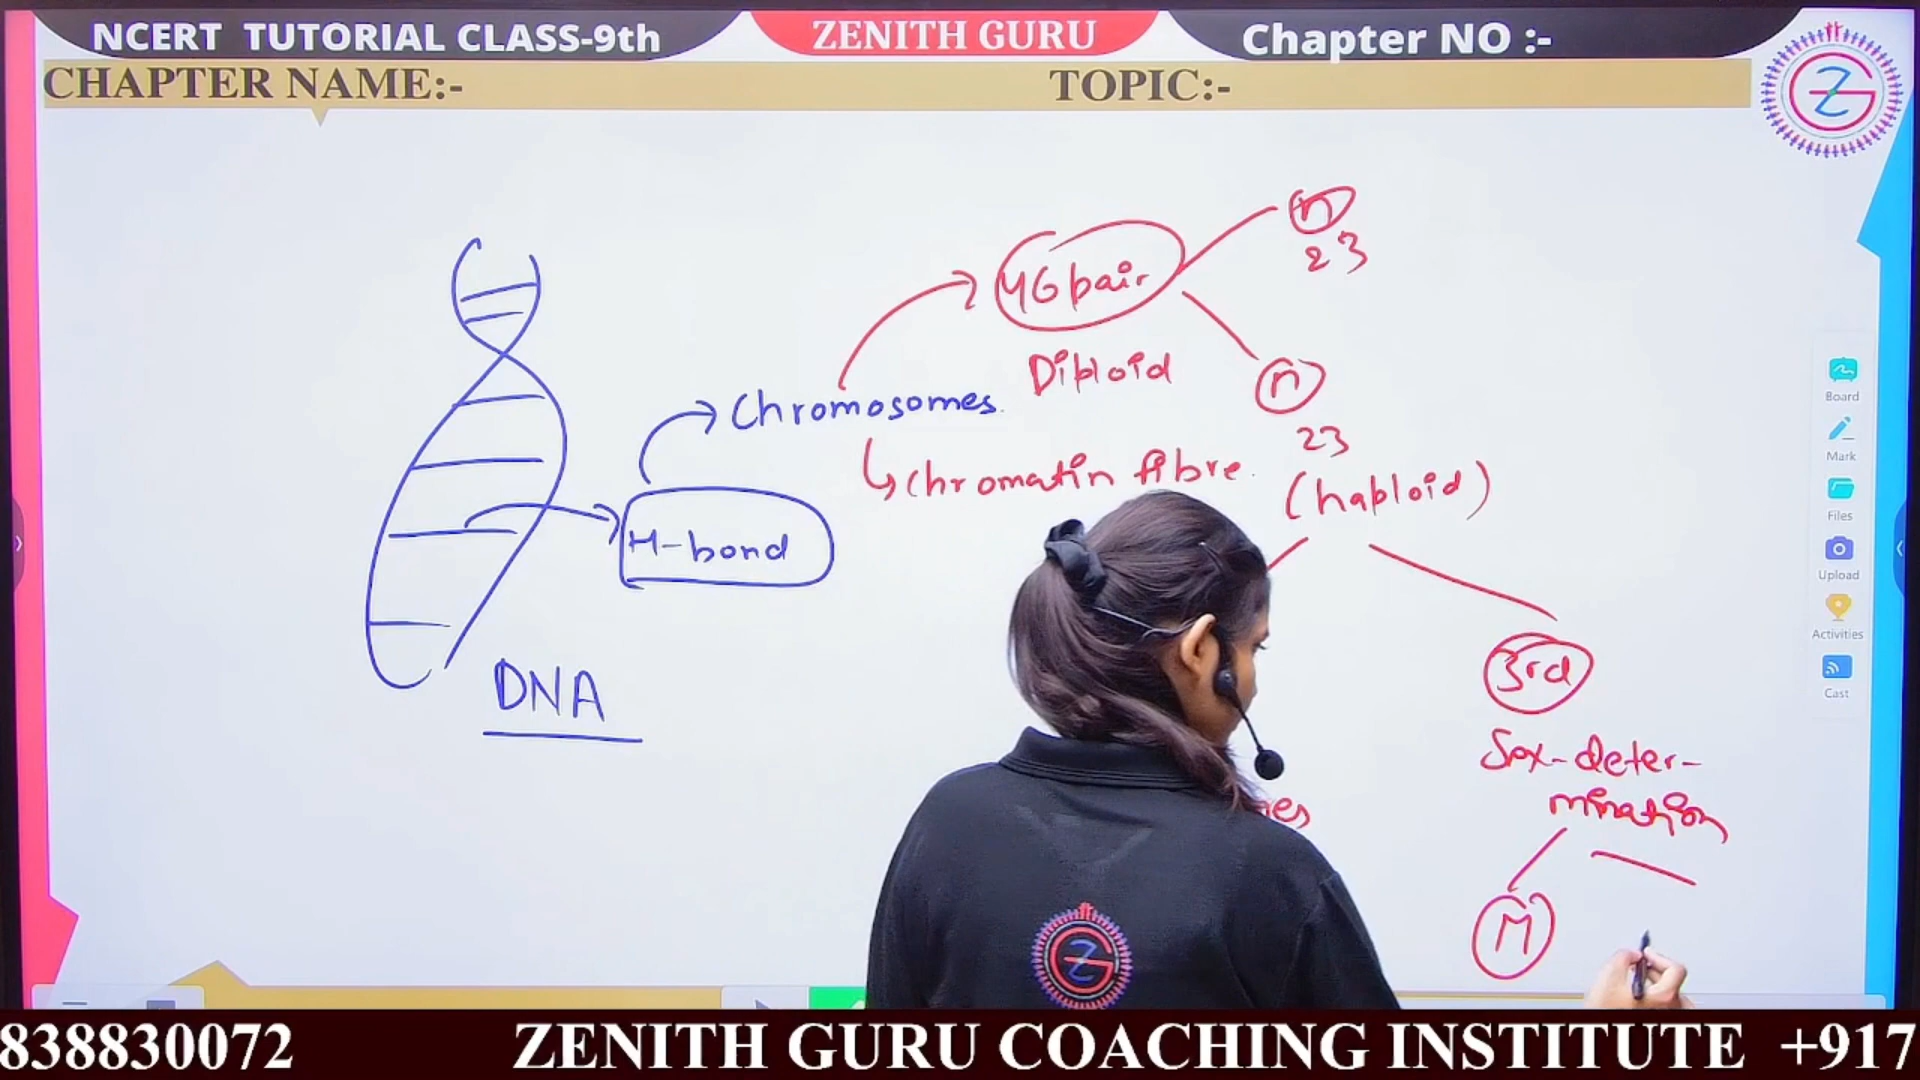 NCERT TUTORIAL CLASS-9th
ZENITH GURU
Chapter NO :-
CHAPTER NAME:-
TOPIC:-
n
23
46 pair
Diploid
n
23
Chromosomes.
chromatin fibre.
(haploid)
H-bond
3rd
DNA
Sex-deter-
mination
M
Board
Mark
Files
Upload
Activities
Cast
838830072 ZENITH GURU COACHING INSTITUTE +917